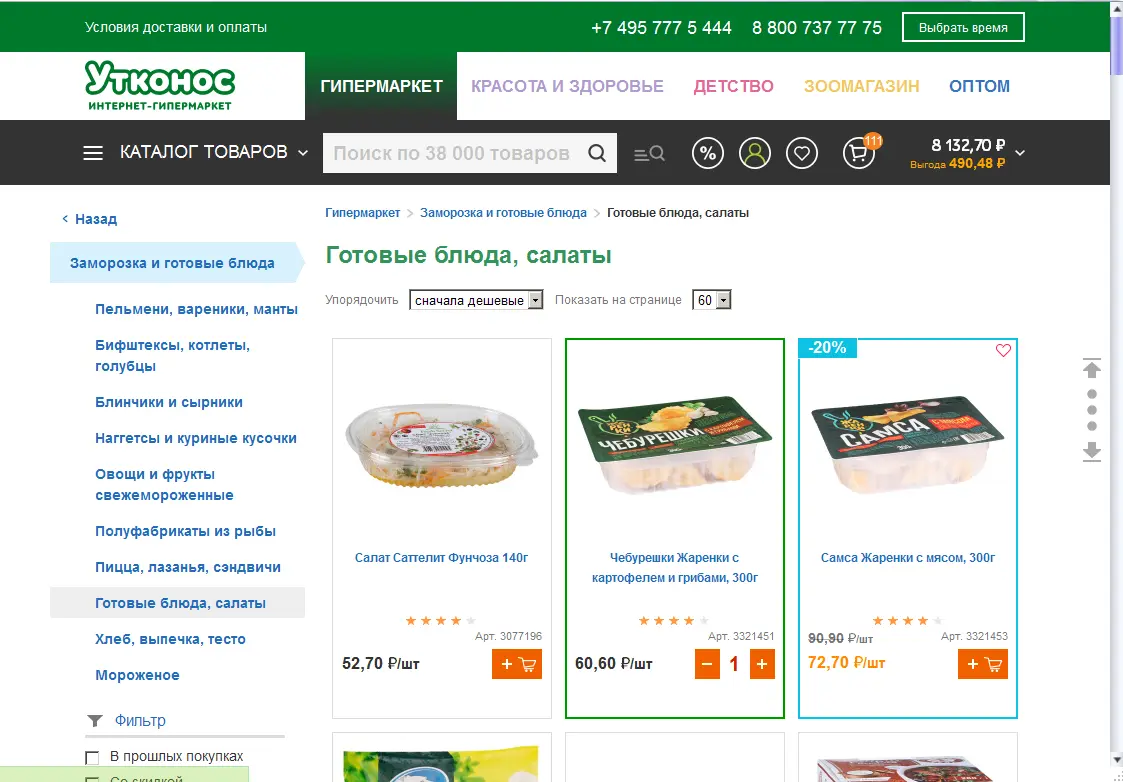 Условия доставки и оплаты
+7 495 777 5 444 8 800 737 77 75 Выбрать время
Утконос
ИНТЕРНЕТ-ГИПЕРМАРКЕТ
ГИПЕРМАРКЕТ КРАСОТА И ЗДОРОВЬЕ ДЕТСТВО ЗООМАГАЗИН ОПТОМ
КАТАЛОГ ТОВАРОВ Поиск по 38 000 товаров % 111 8 132,70 ₽
Выгода 490,48 ₽
Назад
Гипермаркет > Заморозка и готовые блюда > Готовые блюда, салаты
Заморозка и готовые блюда
Пельмени, вареники, манты
Бифштексы, котлеты,
голубцы
Блинчики и сырники
Наггетсы и куриные кусочки
Овощи и фрукты
свежемороженные
Полуфабрикаты из рыбы
Пицца, лазанья, сэндвичи
Готовые блюда, салаты
Хлеб, выпечка, тесто
Мороженое
Фильтр
В прошлых покупках
Со скидкой
Готовые блюда, салаты
Упорядочить сначала дешевые Показать на странице 60
Салат Саттелит Фунчоза 140г
Арт. 3077196
52,70 ₽/шт +
ЖАРЕНКИ
ЧЕБУРЕШКИ
Чебурешки Жаренки с
картофелем и грибами, 300г
Арт. 3321451
60,60 ₽/шт − 1 +
-20%
САМСА
Самса Жаренки с мясом, 300г
Арт. 3321453
90,90 ₽/шт
72,70 ₽/шт +